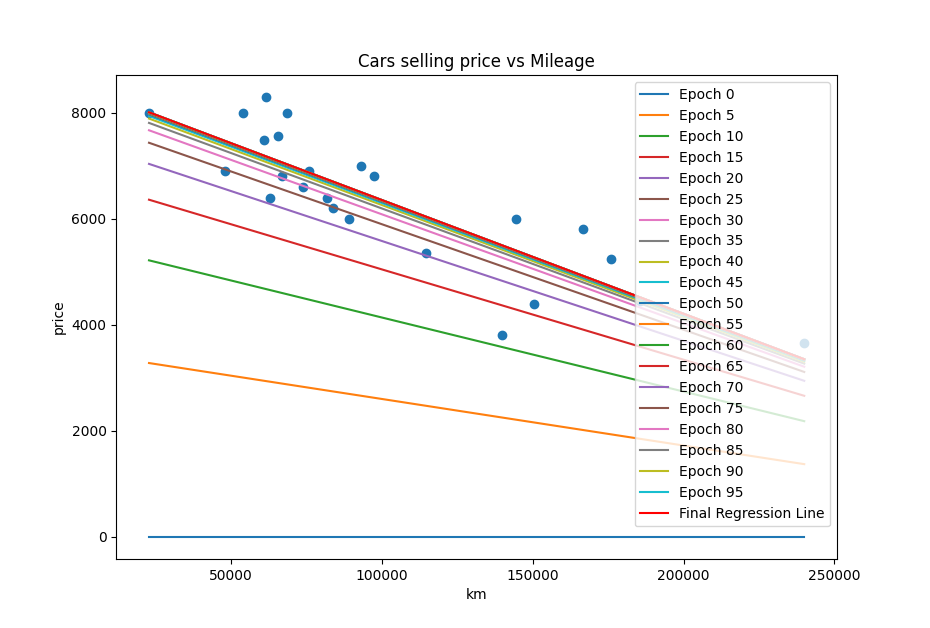 Cars selling price vs Mileage
price
8000
6000
4000
2000
0
50000
100000
150000
200000
250000
km
Epoch 0
Epoch 5
Epoch 10
Epoch 15
Epoch 20
Epoch 25
Epoch 30
Epoch 35
Epoch 40
Epoch 45
Epoch 50
Epoch 55
Epoch 60
Epoch 65
Epoch 70
Epoch 75
Epoch 80
Epoch 85
Epoch 90
Epoch 95
Final Regression Line